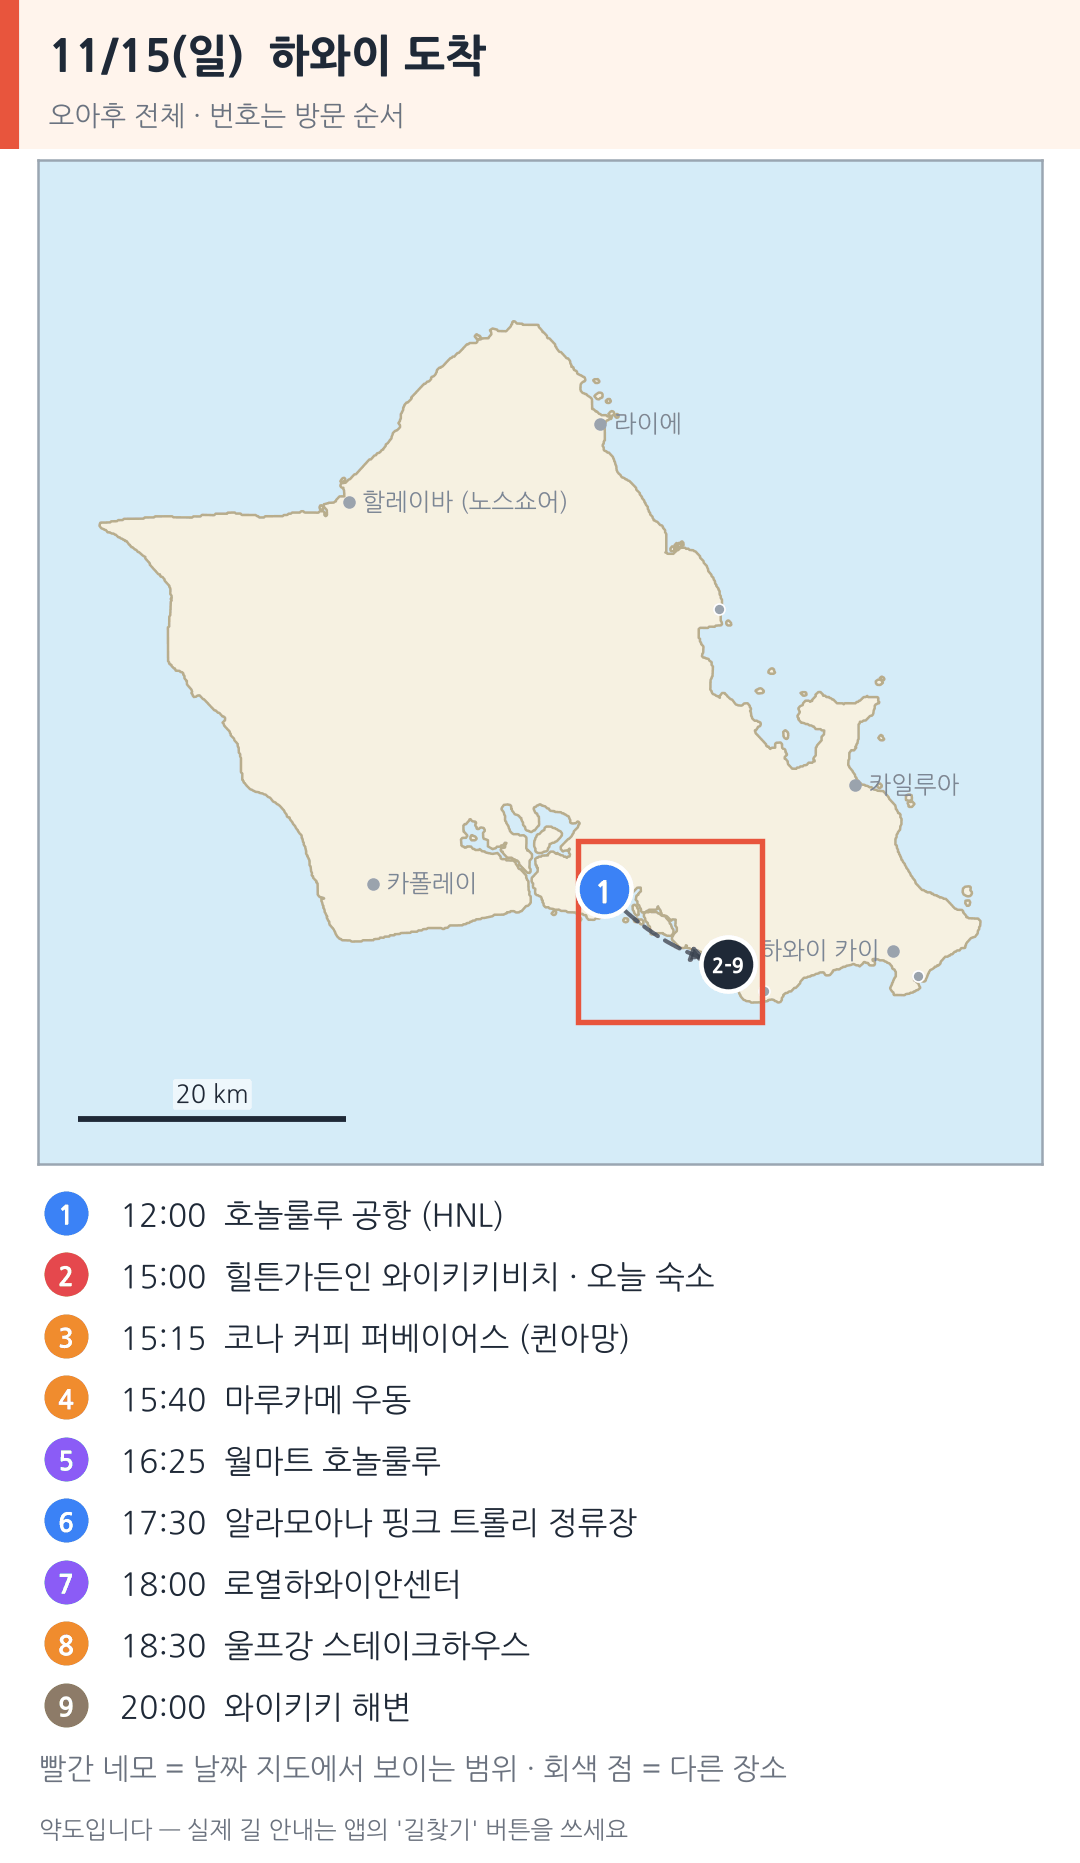 11/15(일) 하와이 도착
오아후 전체 · 번호는 방문 순서
라이에
할레이바 (노스쇼어)
카일루아
카폴레이
1
하와이 카이
2-9
20 km
1 12:00 호놀룰루 공항 (HNL)
2 15:00 힐튼가든인 와이키키비치 · 오늘 숙소
3 15:15 코나 커피 퍼베이어스 (퀸아망)
4 15:40 마루카메 우동
5 16:25 월마트 호놀룰루
6 17:30 알라모아나 핑크 트롤리 정류장
7 18:00 로열하와이안센터
8 18:30 울프강 스테이크하우스
9 20:00 와이키키 해변
빨간 네모 = 날짜 지도에서 보이는 범위 · 회색 점 = 다른 장소
약도입니다 — 실제 길 안내는 앱의 '길찾기' 버튼을 쓰세요